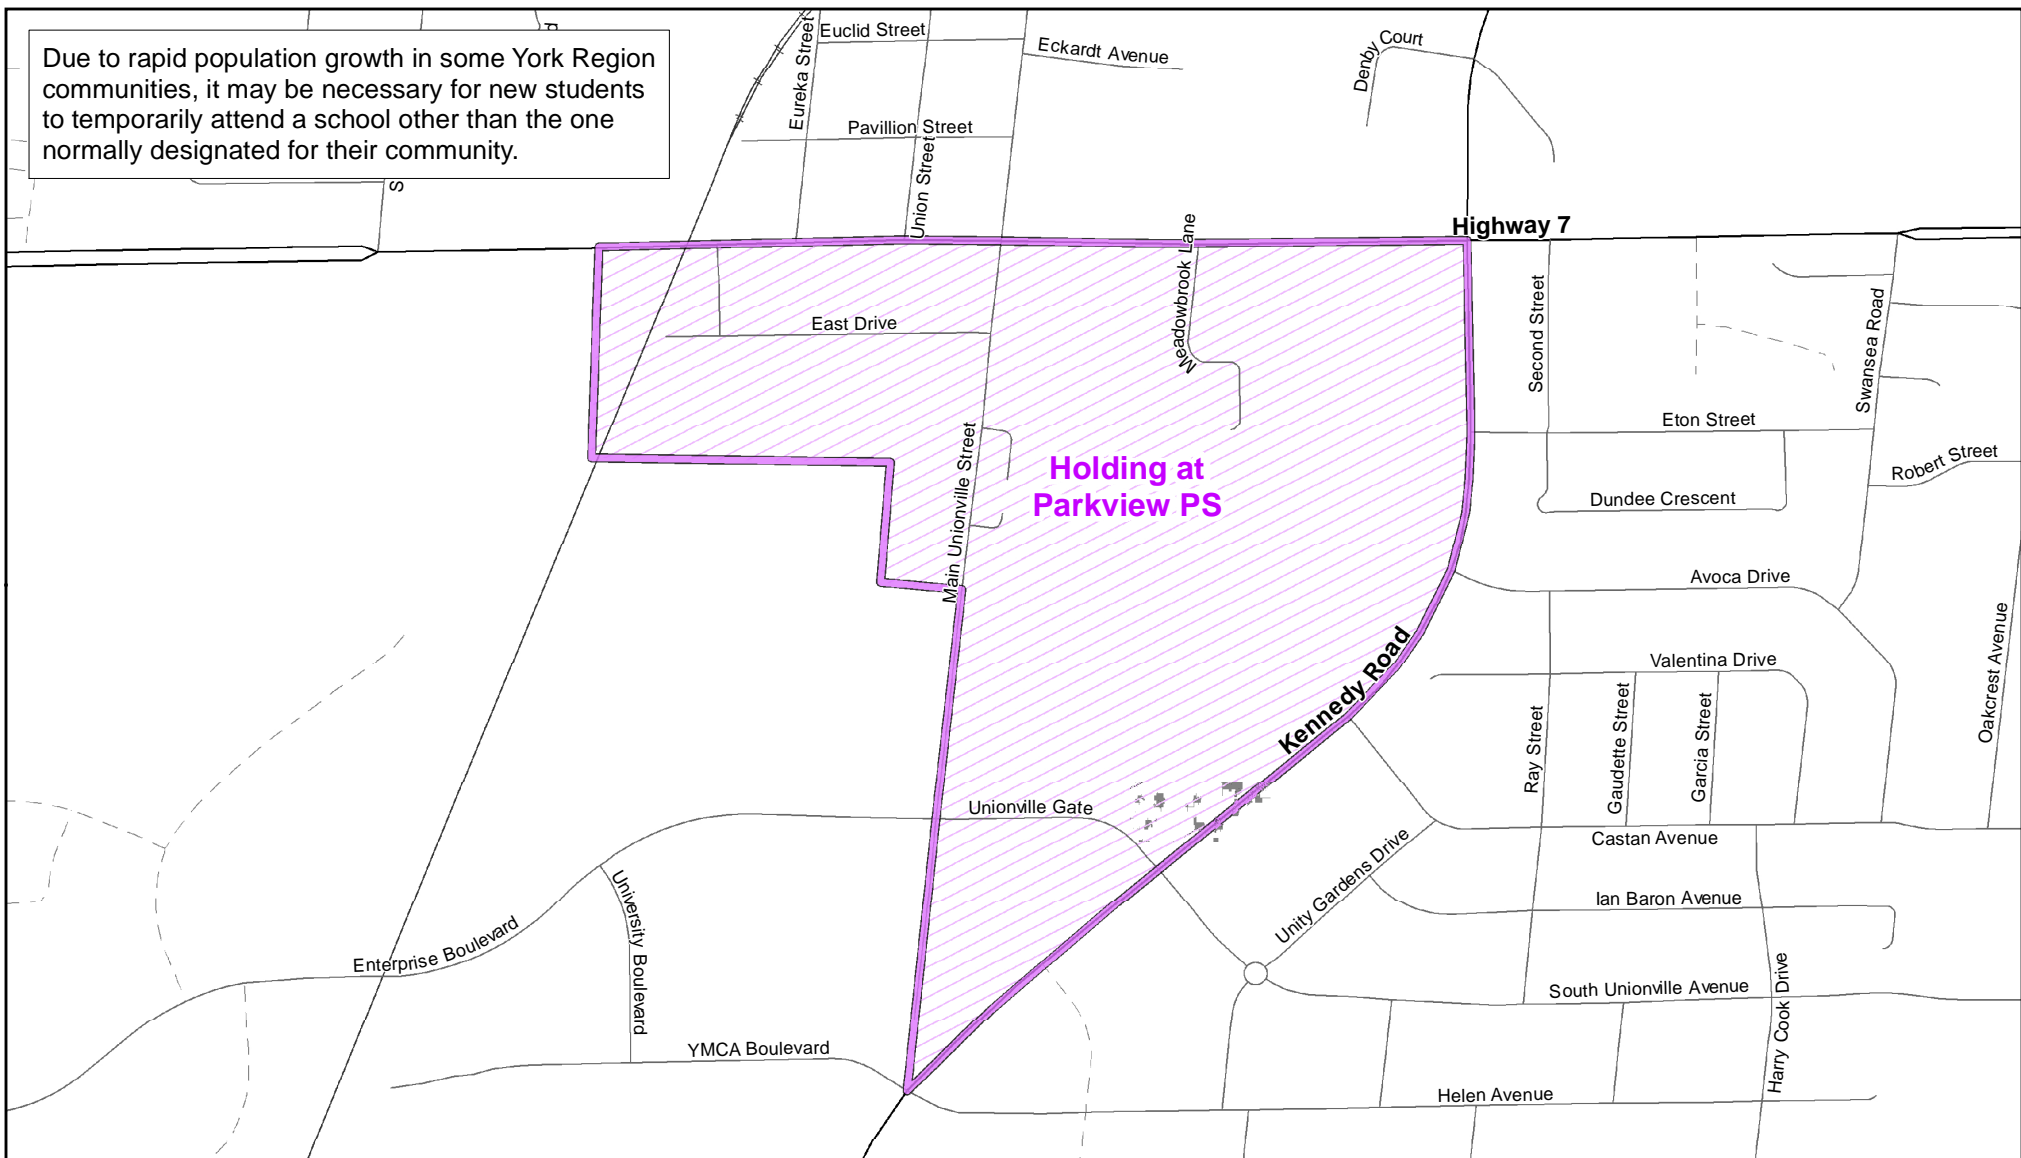 Due to rapid population growth in some York Region
communities, it may be necessary for new students
to temporarily attend a school other than the one
normally designated for their community.
Euclid Street
Eureka Street
Eckardt Avenue
Denby Court
Pavillion Street
Union Street
Highway 7
Meadowbrook Lane
East Drive
Second Street
Swansea Road
Eton Street
Main Unionville Street
Holding at
Parkview PS
Robert Street
Dundee Crescent
Avoca Drive
Oakcrest Avenue
Kennedy Road
Valentina Drive
Ray Street
Gaudette Street
Garcia Street
Unionville Gate
Castan Avenue
Unity Gardens Drive
University Boulevard
Ian Baron Avenue
Enterprise Boulevard
South Unionville Avenue
Harry Cook Drive
YMCA Boulevard
Helen Avenue